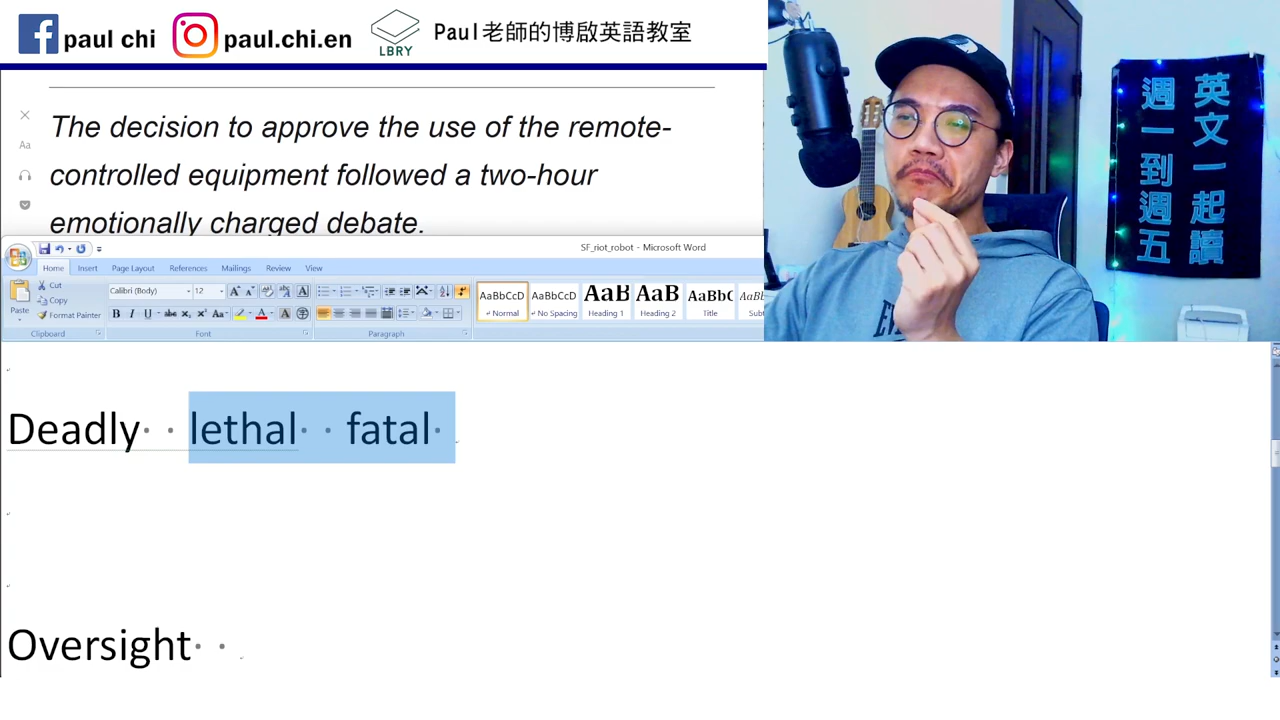 paul chi
paul.chi.en
LBRY
Paul老師的博啟英語教室
The decision to approve the use of the remote-
controlled equipment followed a two-hour
emotionally charged debate.
Aa
SF_riot_robot - Microsoft Word
Home Insert Page Layout References Mailings Review View
Paste
Cut
Copy
Format Painter
Clipboard
Calibri (Body) 12
Font
Paragraph
AaBbCcD AaBbCcD AaBb AaB AaBbC
Normal No Spacing Heading 1 Heading 2 Title
Deadly lethal fatal
Oversight
英文一起讀
週一到週五